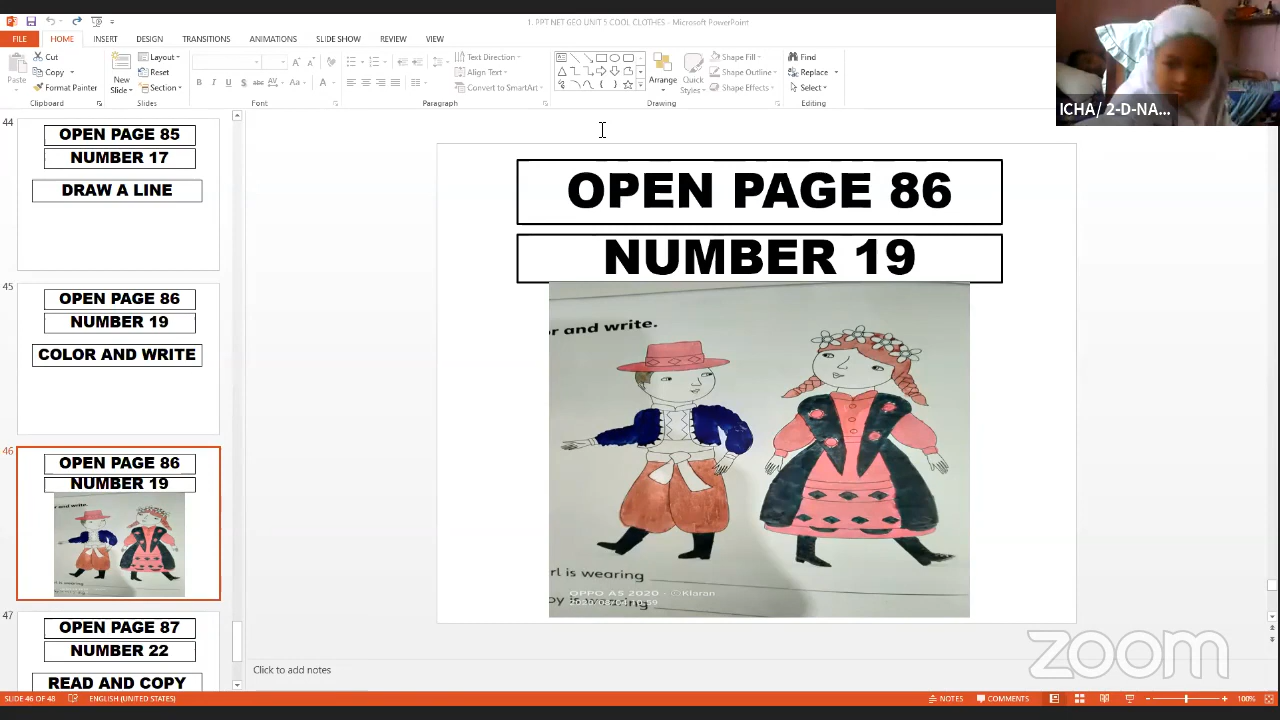 1. PPT NET GEO UNIT 5 COOL CLOTHES - Microsoft PowerPoint
FILE HOME INSERT DESIGN TRANSITIONS ANIMATIONS SLIDE SHOW REVIEW VIEW
Paste
Cut
Copy
Format Painter
Clipboard
New Slide
Layout
Reset
Section
Slides
Font
Text Direction
Align Text
Convert to SmartArt
Paragraph
Arrange
Quick Styles
Shape Fill
Shape Outline
Shape Effects
Drawing
Find
Replace
Select
Editing
ICHA/ 2-D-NA...
44
OPEN PAGE 85
NUMBER 17
DRAW A LINE
45
OPEN PAGE 86
NUMBER 19
COLOR AND WRITE
46
OPEN PAGE 86
NUMBER 19
47
OPEN PAGE 87
NUMBER 22
READ AND COPY
OPEN PAGE 86
NUMBER 19
r and write.
rl is wearing
oy is wearing
OPPO A5 2020 · ©Klaran
Click to add notes
zoom
SLIDE 46 OF 48 ENGLISH (UNITED STATES) NOTES COMMENTS 100%